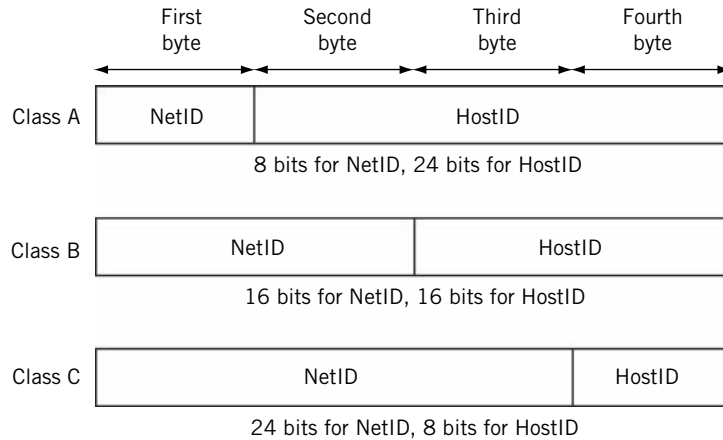 First byte
Second byte
Third byte
Fourth byte
Class A
NetID
HostID
8 bits for NetID, 24 bits for HostID
Class B
NetID
HostID
16 bits for NetID, 16 bits for HostID
Class C
NetID
HostID
24 bits for NetID, 8 bits for HostID